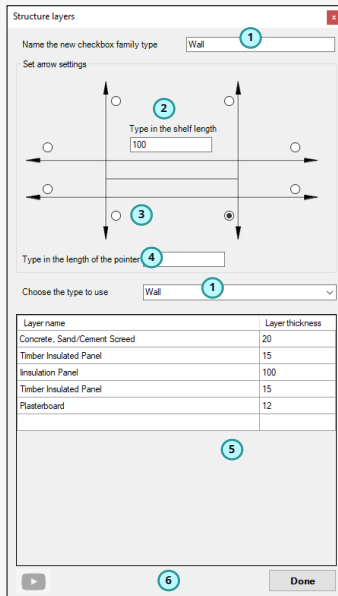 Structure layers
x
Name the new checkbox family type Wall 1
Set arrow settings
2
Type in the shelf length
100
3
4
Type in the length of the pointer
Choose the type to use Wall 1
Layer name Layer thickness
Concrete, Sand/Cement Screed 20
Timber Insulated Panel 15
Iinsulation Panel 100
Timber Insulated Panel 15
Plasterboard 12
5
6 Done